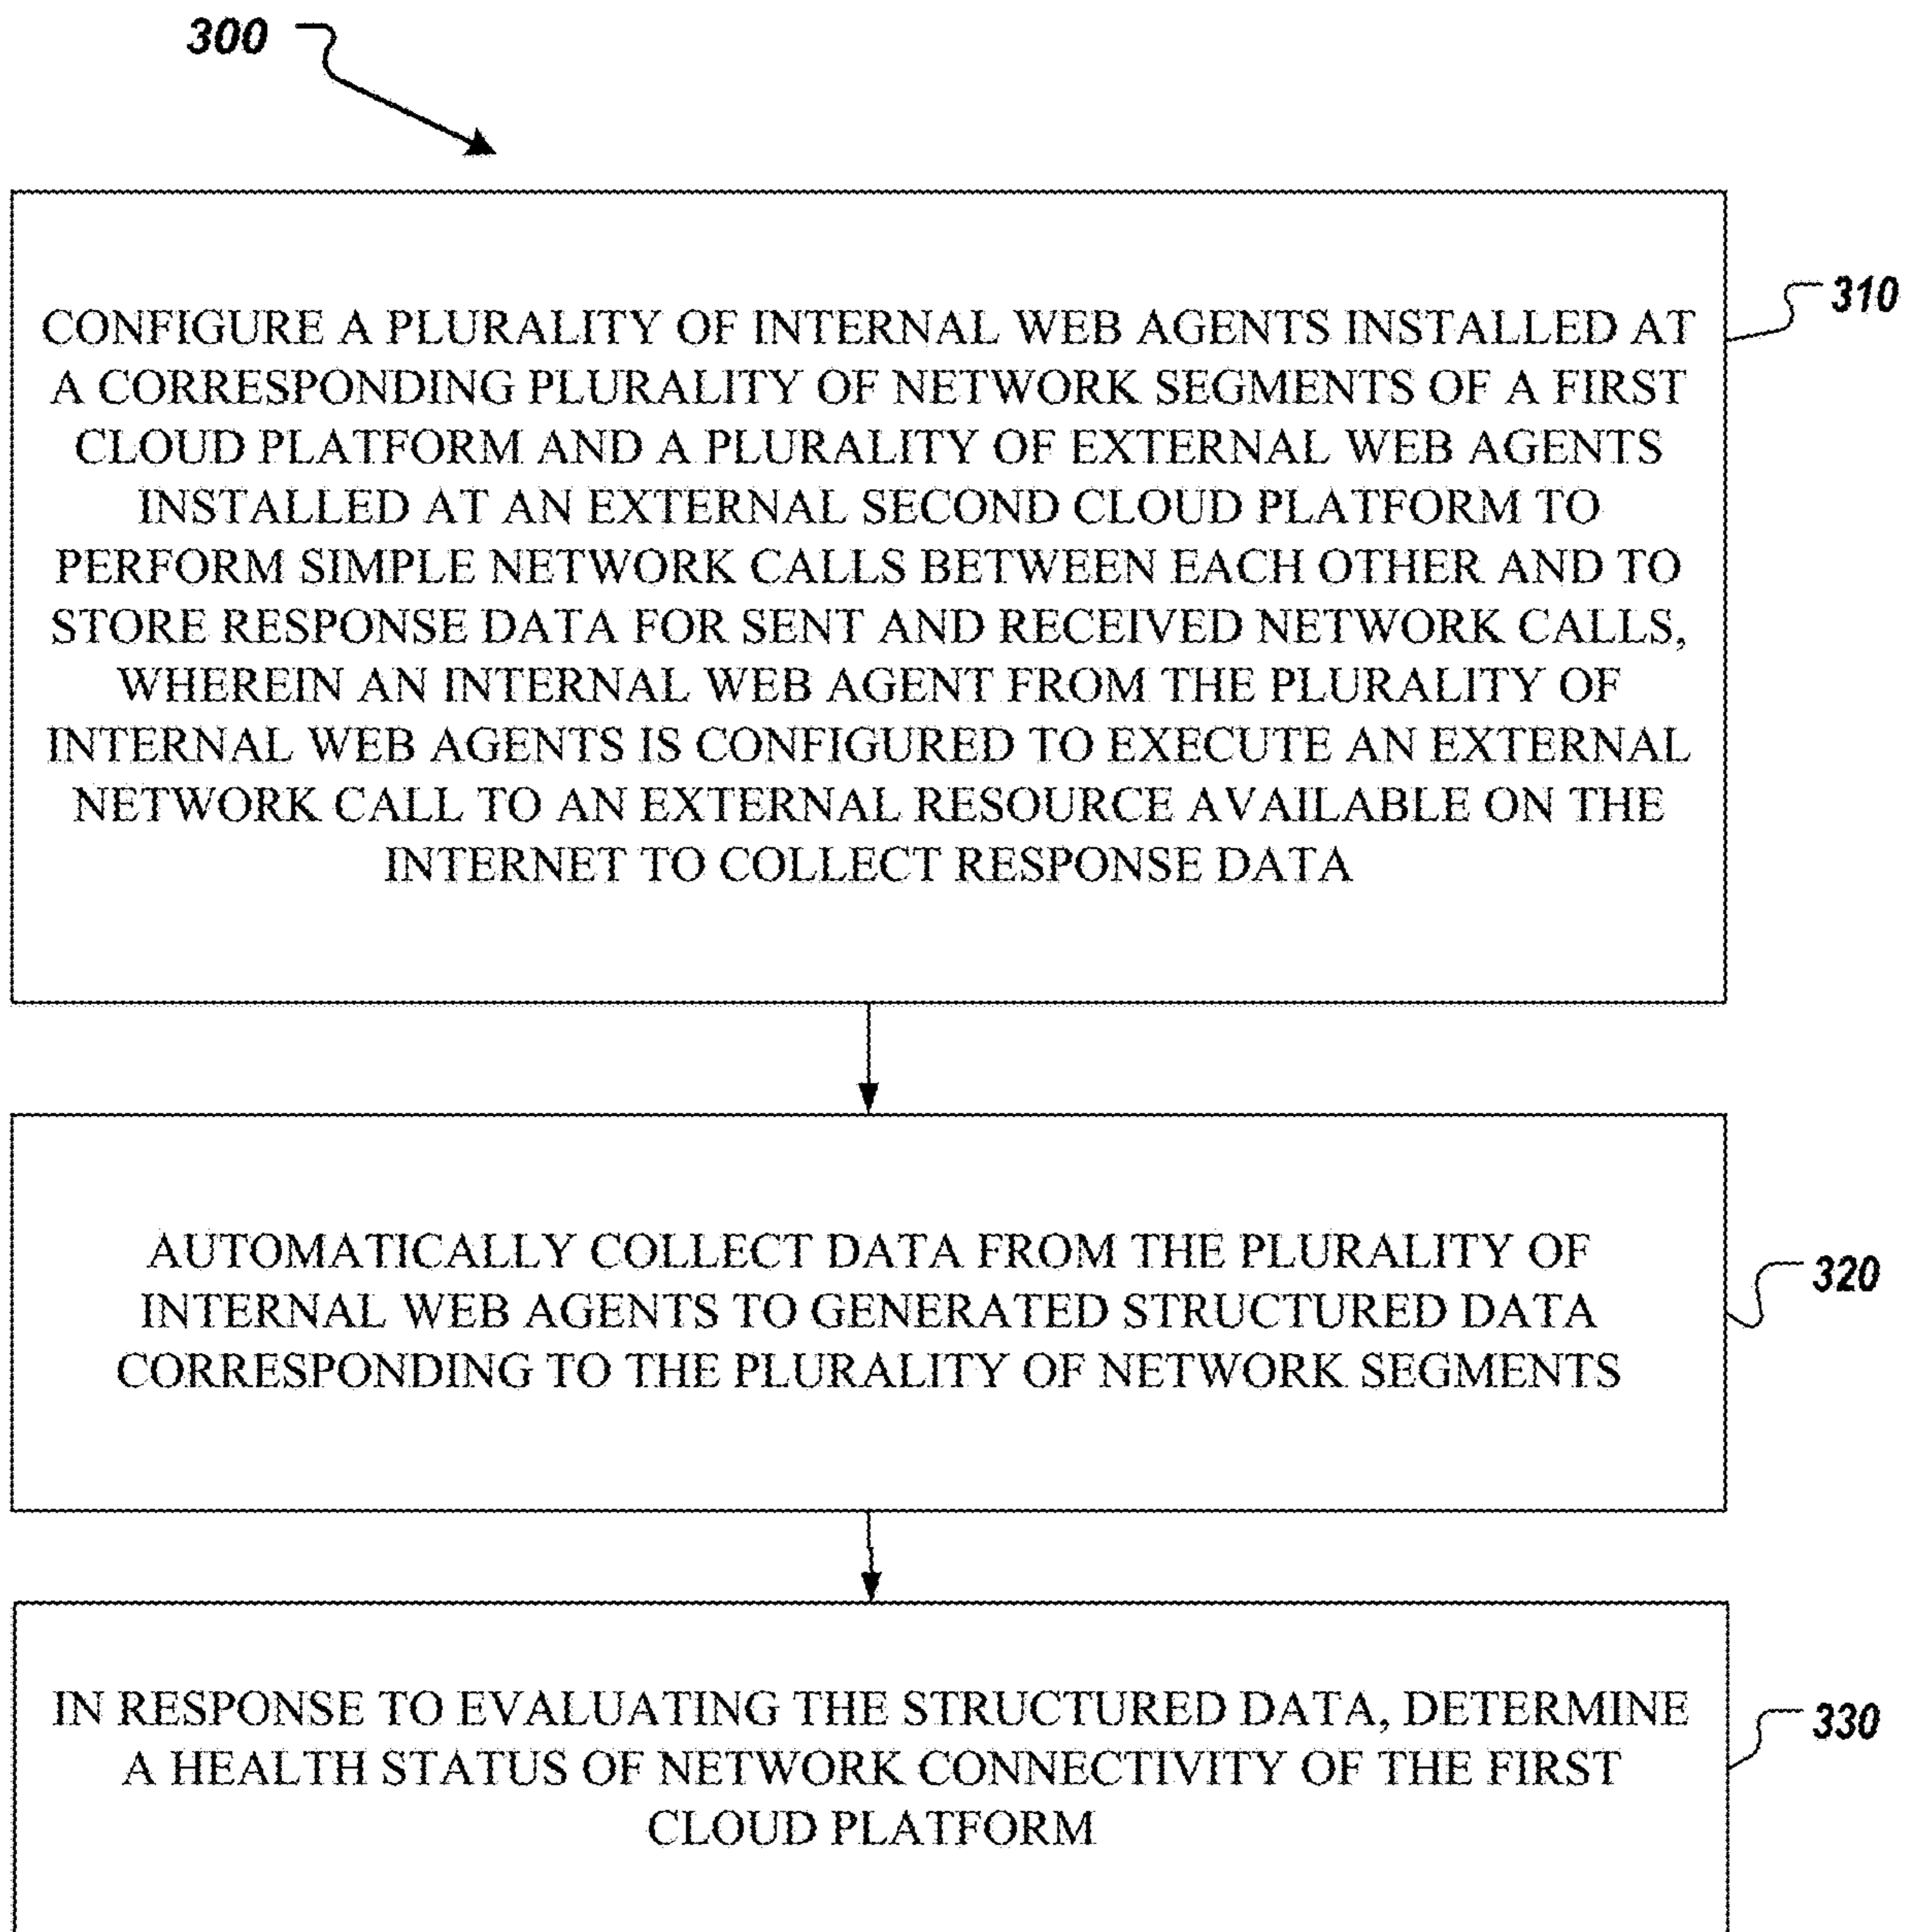 300
310
CONFIGURE A PLURALITY OF INTERNAL WEB AGENTS INSTALLED AT
A CORRESPONDING PLURALITY OF NETWORK SEGMENTS OF A FIRST
CLOUD PLATFORM AND A PLURALITY OF EXTERNAL WEB AGENTS
INSTALLED AT AN EXTERNAL SECOND CLOUD PLATFORM TO
PERFORM SIMPLE NETWORK CALLS BETWEEN EACH OTHER AND TO
STORE RESPONSE DATA FOR SENT AND RECEIVED NETWORK CALLS,
WHEREIN AN INTERNAL WEB AGENT FROM THE PLURALITY OF
INTERNAL WEB AGENTS IS CONFIGURED TO EXECUTE AN EXTERNAL
NETWORK CALL TO AN EXTERNAL RESOURCE AVAILABLE ON THE
INTERNET TO COLLECT RESPONSE DATA
320
AUTOMATICALLY COLLECT DATA FROM THE PLURALITY OF
INTERNAL WEB AGENTS TO GENERATED STRUCTURED DATA
CORRESPONDING TO THE PLURALITY OF NETWORK SEGMENTS
330
IN RESPONSE TO EVALUATING THE STRUCTURED DATA, DETERMINE
A HEALTH STATUS OF NETWORK CONNECTIVITY OF THE FIRST
CLOUD PLATFORM